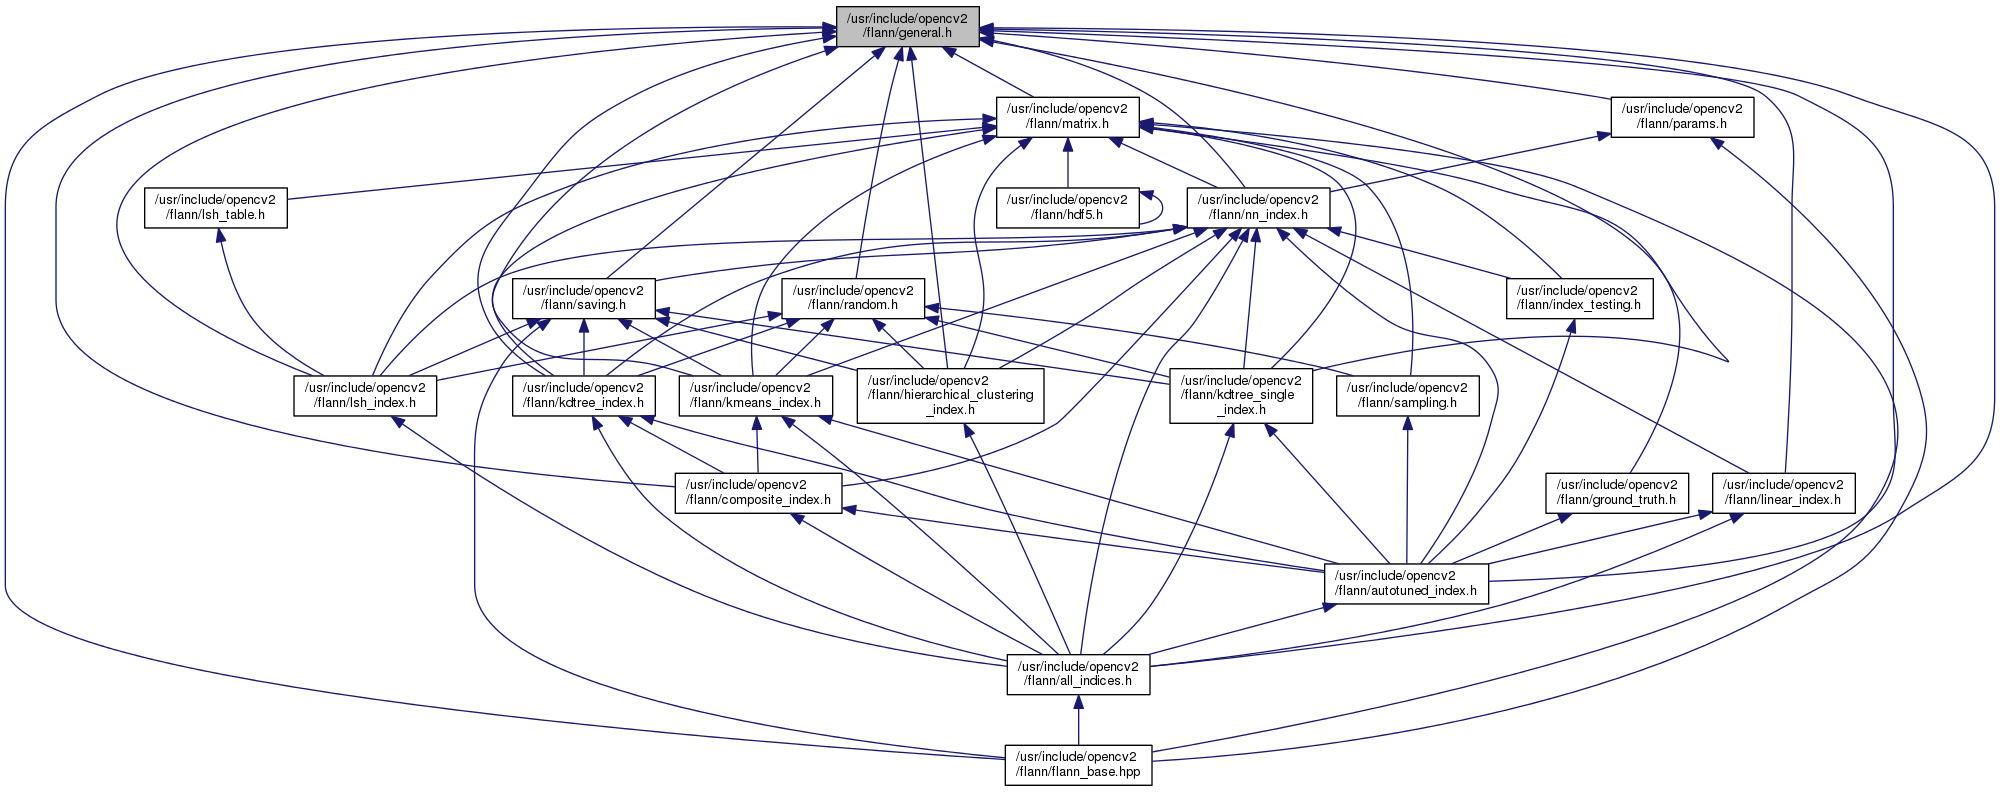 /usr/include/opencv2
/flann/general.h
/usr/include/opencv2
/flann/matrix.h
/usr/include/opencv2
/flann/params.h
/usr/include/opencv2
/flann/lsh_table.h
/usr/include/opencv2
/flann/hdf5.h
/usr/include/opencv2
/flann/nn_index.h
/usr/include/opencv2
/flann/saving.h
/usr/include/opencv2
/flann/random.h
/usr/include/opencv2
/flann/index_testing.h
/usr/include/opencv2
/flann/lsh_index.h
/usr/include/opencv2
/flann/kdtree_index.h
/usr/include/opencv2
/flann/kmeans_index.h
/usr/include/opencv2
/flann/hierarchical_clustering
_index.h
/usr/include/opencv2
/flann/kdtree_single
_index.h
/usr/include/opencv2
/flann/sampling.h
/usr/include/opencv2
/flann/composite_index.h
/usr/include/opencv2
/flann/ground_truth.h
/usr/include/opencv2
/flann/linear_index.h
/usr/include/opencv2
/flann/autotuned_index.h
/usr/include/opencv2
/flann/all_indices.h
/usr/include/opencv2
/flann/flann_base.hpp